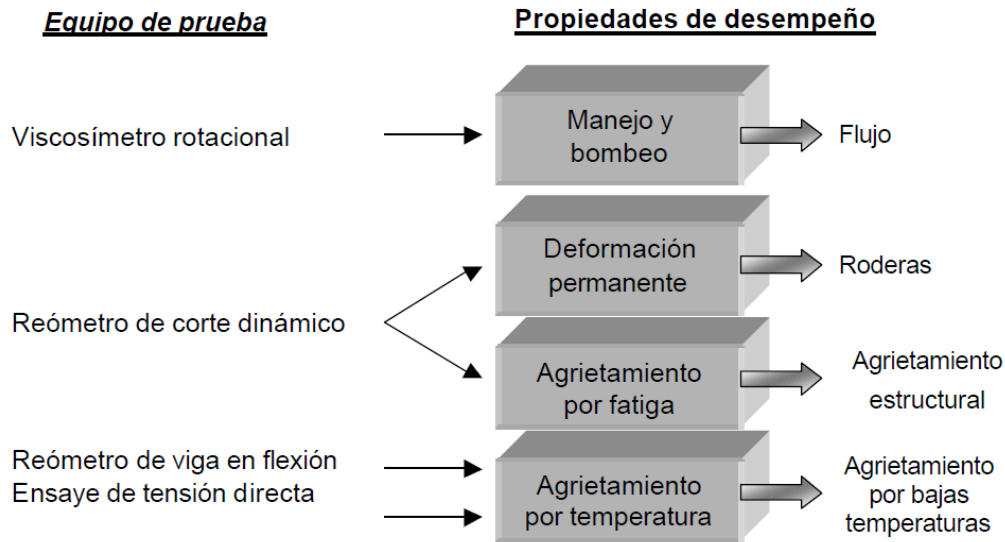 Equipo de prueba
Propiedades de desempeño
Viscosímetro rotacional
Manejo y
bombeo
Flujo
Reómetro de corte dinámico
Deformación
permanente
Roderas
Agrietamiento
por fatiga
Agrietamiento
estructural
Reómetro de viga en flexión
Ensaye de tensión directa
Agrietamiento
por temperatura
Agrietamiento
por bajas
temperaturas